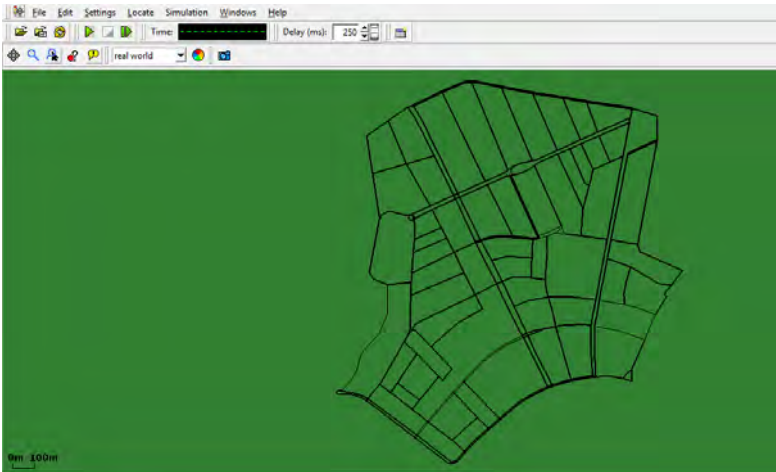 File Edit Settings Locate Simulation Windows Help
Time: Delay (ms): 250
real world
0m 100m